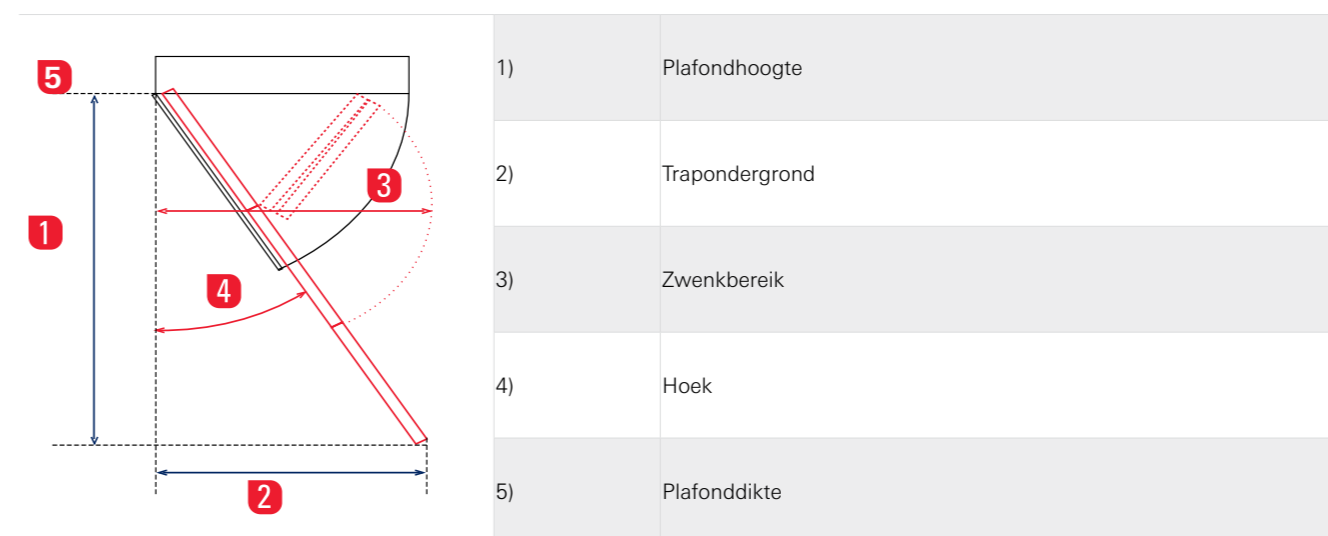 5
3
1
4
2
1) Plafondhoogte
2) Trapondergrond
3) Zwenkbereik
4) Hoek
5) Plafonddikte